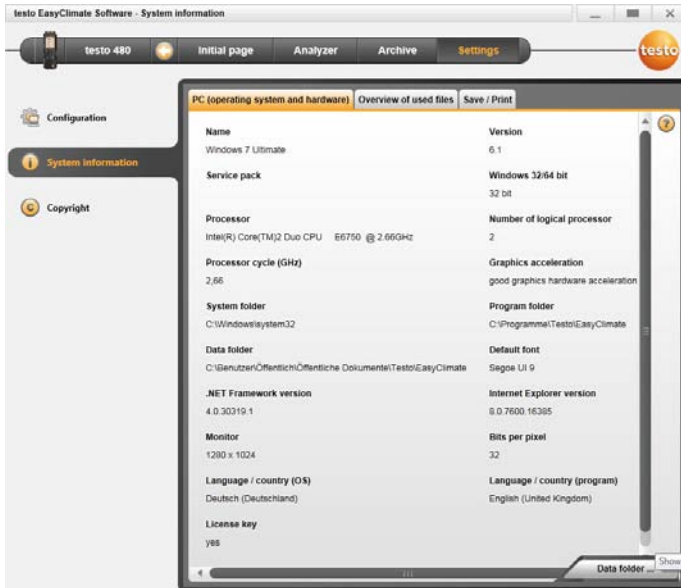 testo EasyClimate Software - System information
testo 480 Initial page Analyzer Archive Settings
testo
PC (operating system and hardware) Overview of used files Save / Print
Configuration
System information
Copyright
Name Version
Windows 7 Ultimate 6.1
Service pack Windows 32/64 bit
32 bit
Processor Number of logical processor
Intel(R) Core(TM)2 Duo CPU E6750 @ 2.66GHz 2
Processor cycle (GHz) Graphics acceleration
2,66 good graphics hardware acceleration
System folder Program folder
C:\Windows\system32 C:\Programme\Testo\EasyClimate
Data folder Default font
C:\Benutzer\Öffentlich\Öffentliche Dokumente\Testo\EasyClimate Segoe UI 9
.NET Framework version Internet Explorer version
4.0.30319.1 8.0.7600.16385
Monitor Bits per pixel
1280 x 1024 32
Language / country (OS) Language / country (program)
Deutsch (Deutschland) English (United Kingdom)
License key
yes
Data folder ...
Show